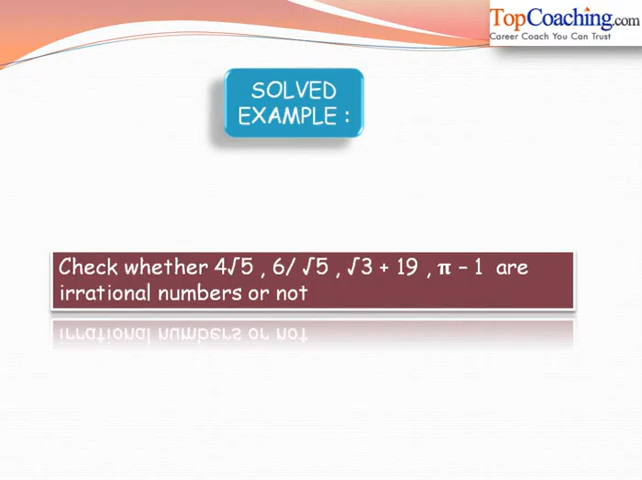 TopCoaching.com
Career Coach You Can Trust
SOLVED
EXAMPLE :
Check whether 4√5 , 6/ √5 , √3 + 19 , π – 1 are
irrational numbers or not